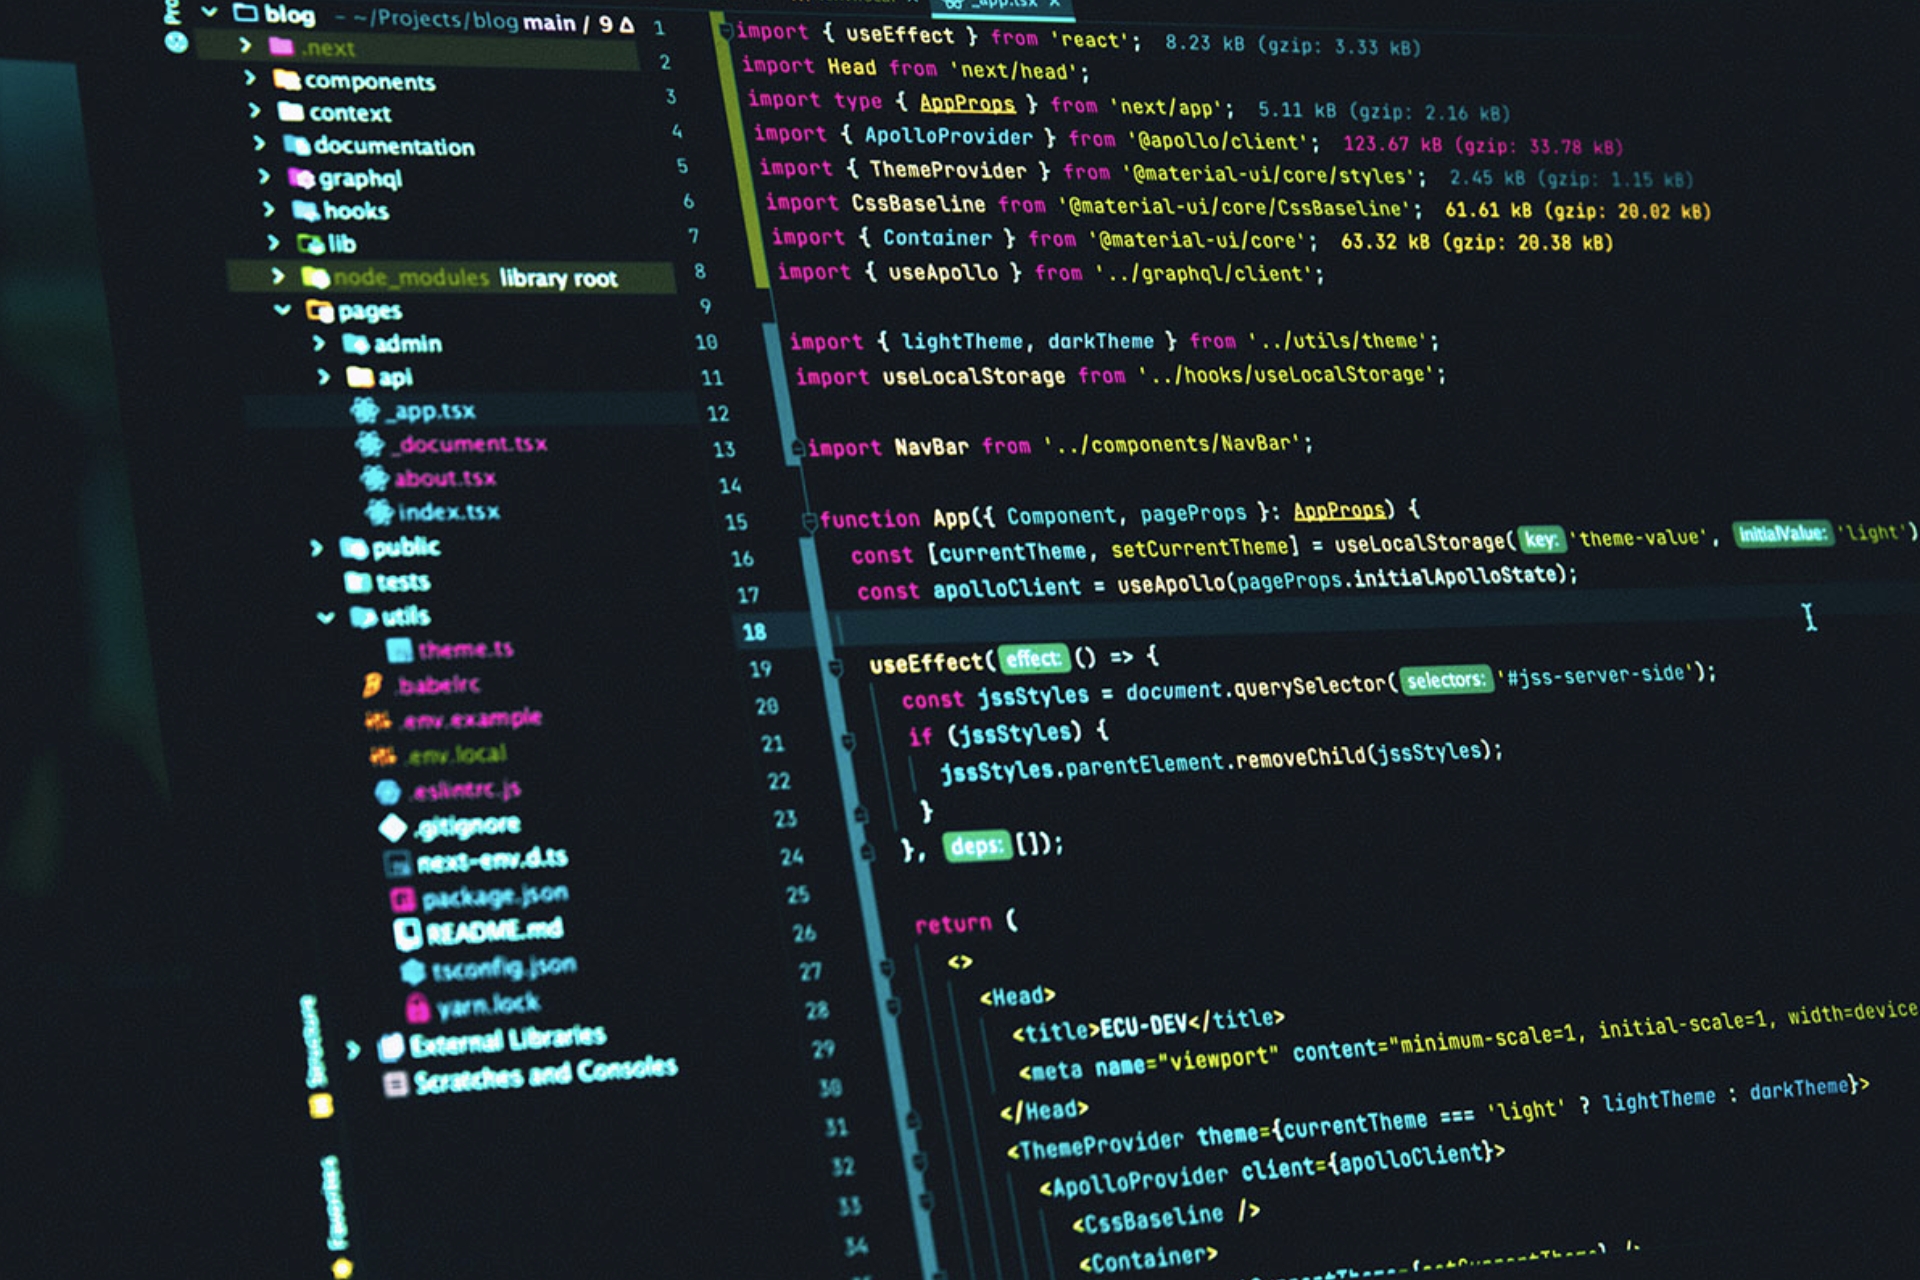 blog ~/Projects/blog main / 9 Δ
.next
components
context
documentation
graphql
hooks
lib
node_modules library root
pages
admin
api
_app.tsx
_document.tsx
about.tsx
index.tsx
public
tests
utils
theme.ts
.babelrc
.env.example
.env.local
.eslintrc.js
.gitignore
next-env.d.ts
package.json
README.md
tsconfig.json
yarn.lock
External Libraries
Scratches and Consoles
Structure
Favorites
_app.tsx ×
1 import { useEffect } from 'react'; 8.23 kB (gzip: 3.33 kB)
2 import Head from 'next/head';
3 import type { AppProps } from 'next/app'; 5.11 kB (gzip: 2.16 kB)
4 import { ApolloProvider } from '@apollo/client'; 123.67 kB (gzip: 33.78 kB)
5 import { ThemeProvider } from '@material-ui/core/styles'; 2.45 kB (gzip: 1.15 kB)
6 import CssBaseline from '@material-ui/core/CssBaseline'; 61.61 kB (gzip: 20.02 kB)
7 import { Container } from '@material-ui/core'; 63.32 kB (gzip: 20.38 kB)
8 import { useApollo } from '../graphql/client';
9
10 import { lightTheme, darkTheme } from '../utils/theme';
11 import useLocalStorage from '../hooks/useLocalStorage';
12
13 import NavBar from '../components/NavBar';
14
15 function App({ Component, pageProps }: AppProps) {
16 const [currentTheme, setCurrentTheme] = useLocalStorage( key: 'theme-value', initialValue: 'light')
17 const apolloClient = useApollo(pageProps.initialApolloState);
18
19 useEffect( effect: () => {
20 const jssStyles = document.querySelector( selectors: '#jss-server-side');
21 if (jssStyles) {
22 jssStyles.parentElement.removeChild(jssStyles);
23 }
24 }, deps: []);
25
26 return (
27 <>
28 <Head>
29 <title>ECU-DEV</title>
30 <meta name="viewport" content="minimum-scale=1, initial-scale=1, width=device
31 </Head>
32 <ThemeProvider theme={currentTheme === 'light' ? lightTheme : darkTheme}>
33 <ApolloProvider client={apolloClient}>
34 <CssBaseline />
<Container>